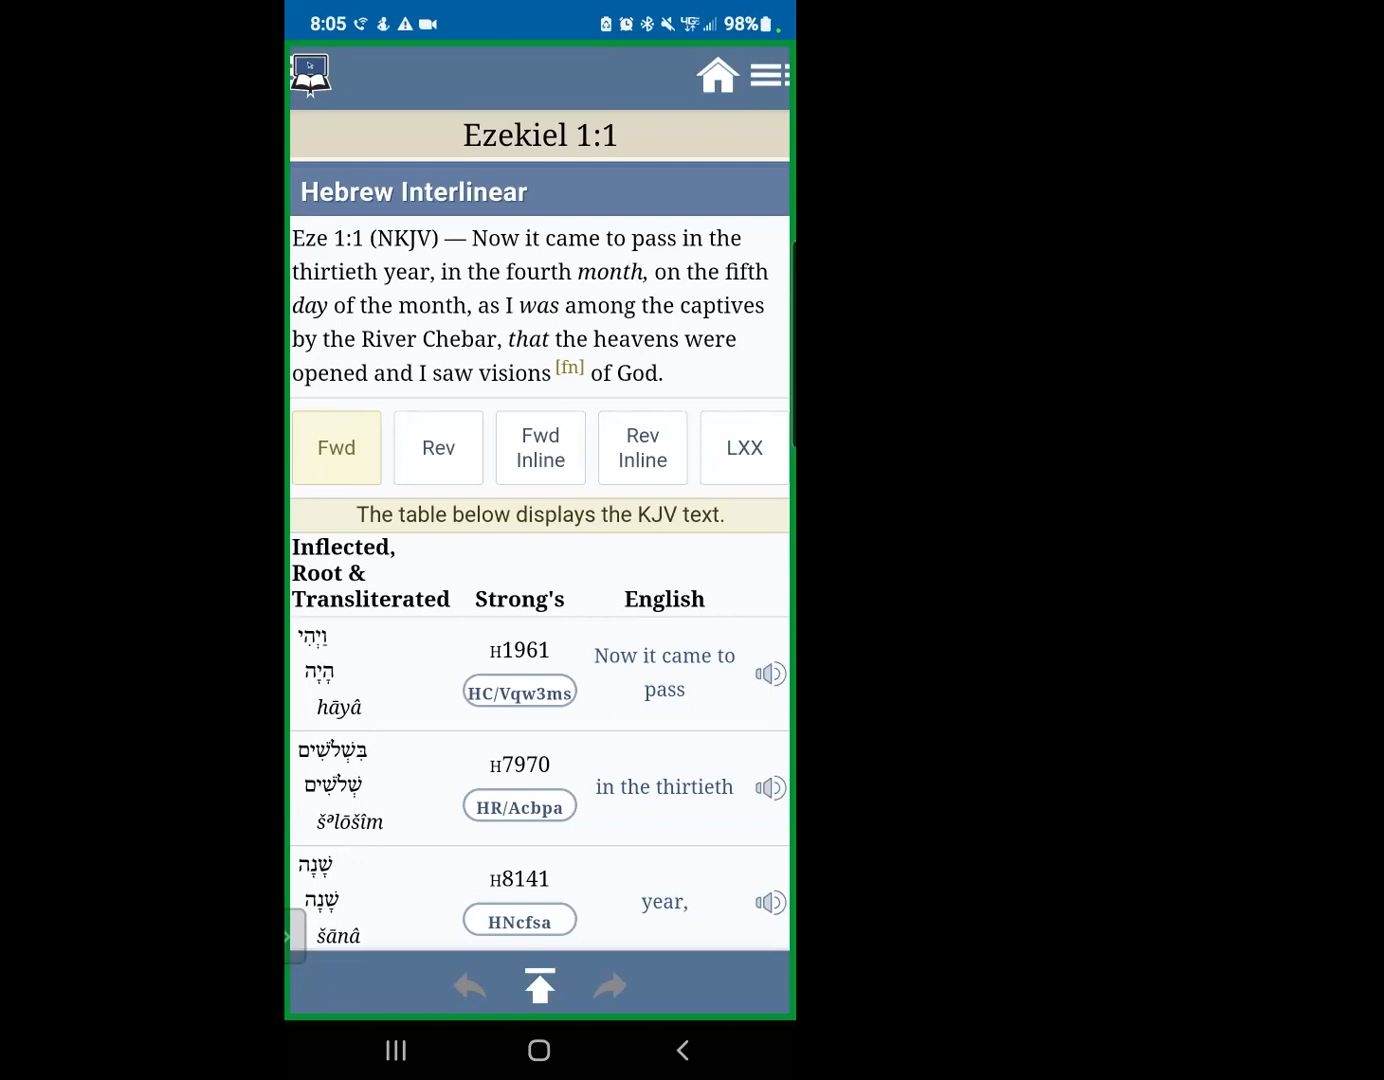 8:05
98%
Ezekiel 1:1
Hebrew Interlinear
Eze 1:1 (NKJV) — Now it came to pass in the
thirtieth year, in the fourth month, on the fifth
day of the month, as I was among the captives
by the River Chebar, that the heavens were
opened and I saw visions [fn] of God.
Fwd
Rev
Fwd
Inline
Rev
Inline
LXX
The table below displays the KJV text.
Inflected,
Root &
Transliterated
Strong's
English
וַיְהִי
הָיָה
hāyâ
H1961
HC/Vqw3ms
Now it came to
pass
בִּשְׁלֹשִׁים
שְׁלֹשִׁים
šᵊlōšîm
H7970
HR/Acbpa
in the thirtieth
שָׁנָה
שָׁנָה
šānâ
H8141
HNcfsa
year,